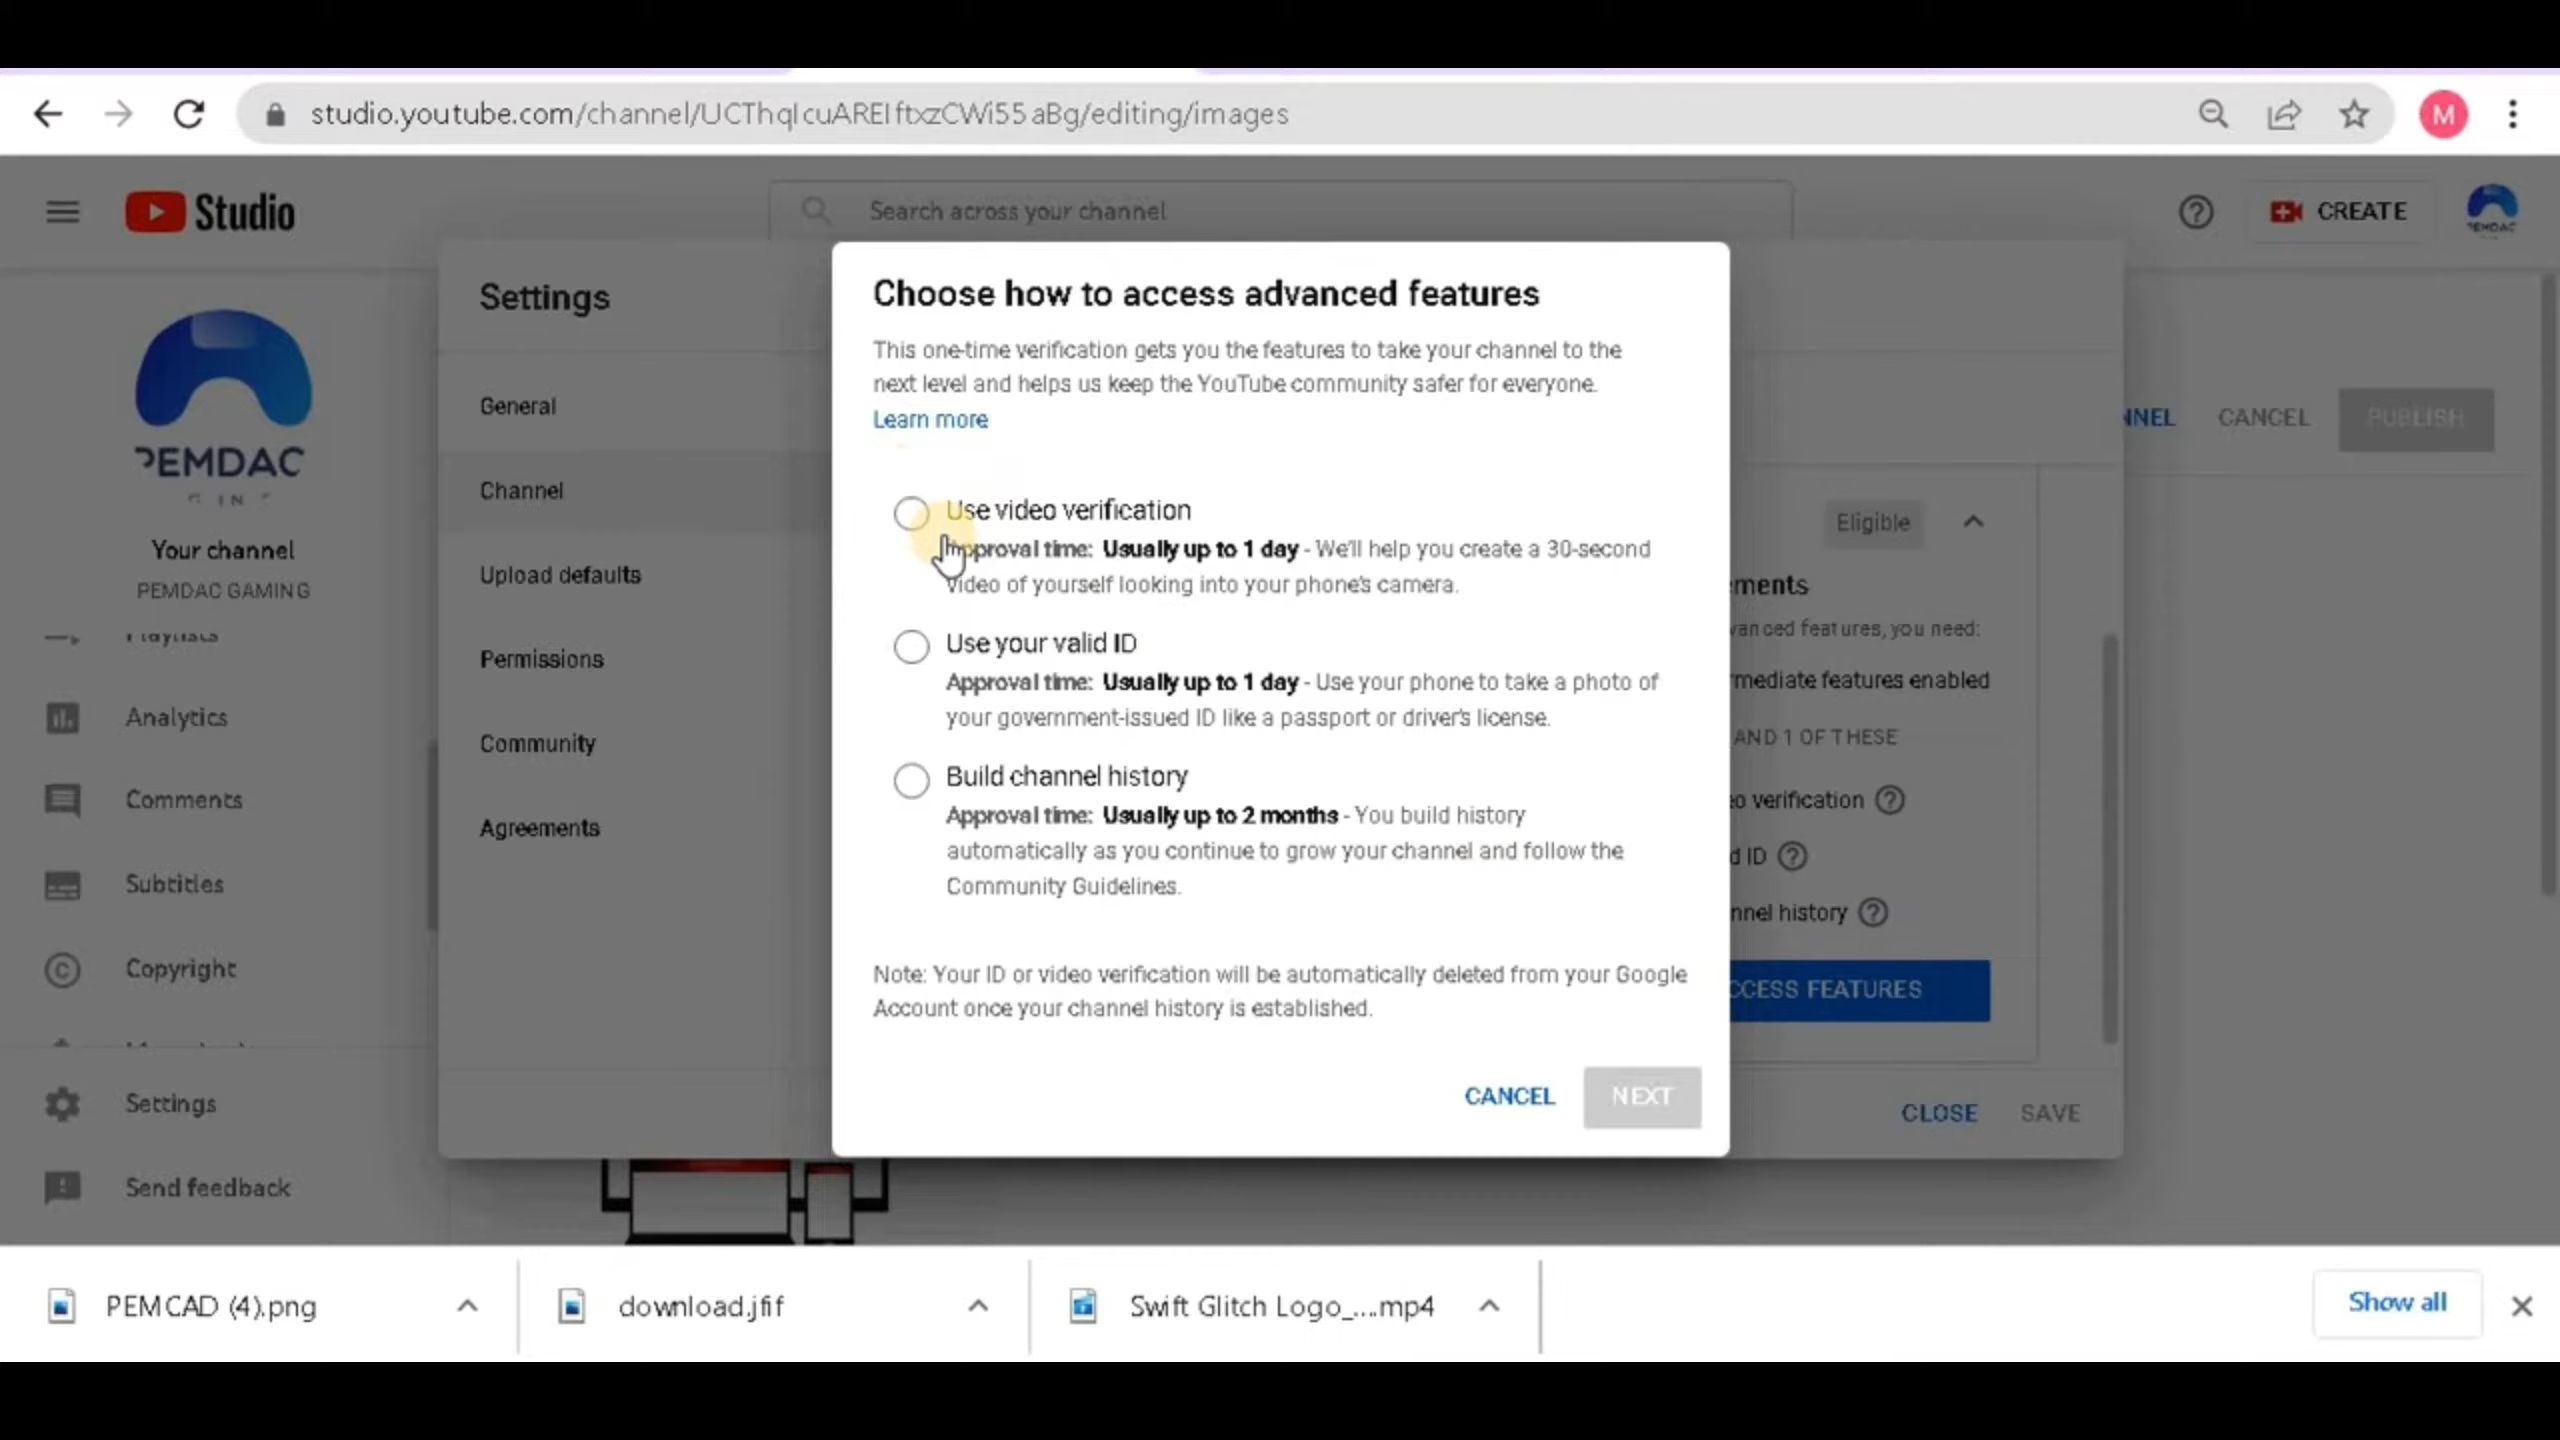 studio.youtube.com/channel/UCThqIcuAREIftxzCWi55aBg/editing/images
M
Studio
Search across your channel
CREATE
PEMDAC
Settings
Choose how to access advanced features
This one-time verification gets you the features to take your channel to the
next level and helps us keep the YouTube community safer for everyone.
Learn more
General
NNEL
CANCEL
PUBLISH
PEMDAC
Channel
Use video verification
Approval time: Usually up to 1 day - We'll help you create a 30-second
video of yourself looking into your phone's camera.
Eligible
Your channel
PEMDAC GAMING
Upload defaults
ments
vanced features, you need:
Playlists
Permissions
Use your valid ID
Approval time: Usually up to 1 day - Use your phone to take a photo of
your government-issued ID like a passport or driver's license.
mediate features enabled
AND 1 OF THESE
Analytics
Community
Build channel history
Approval time: Usually up to 2 months - You build history
automatically as you continue to grow your channel and follow the
Community Guidelines.
eo verification
d ID
nnel history
Comments
Agreements
Subtitles
Copyright
Note: Your ID or video verification will be automatically deleted from your Google
Account once your channel history is established.
CCESS FEATURES
CANCEL
NEXT
Settings
CLOSE
SAVE
Send feedback
PEMCAD (4).png
download.jfif
Swift Glitch Logo_....mp4
Show all